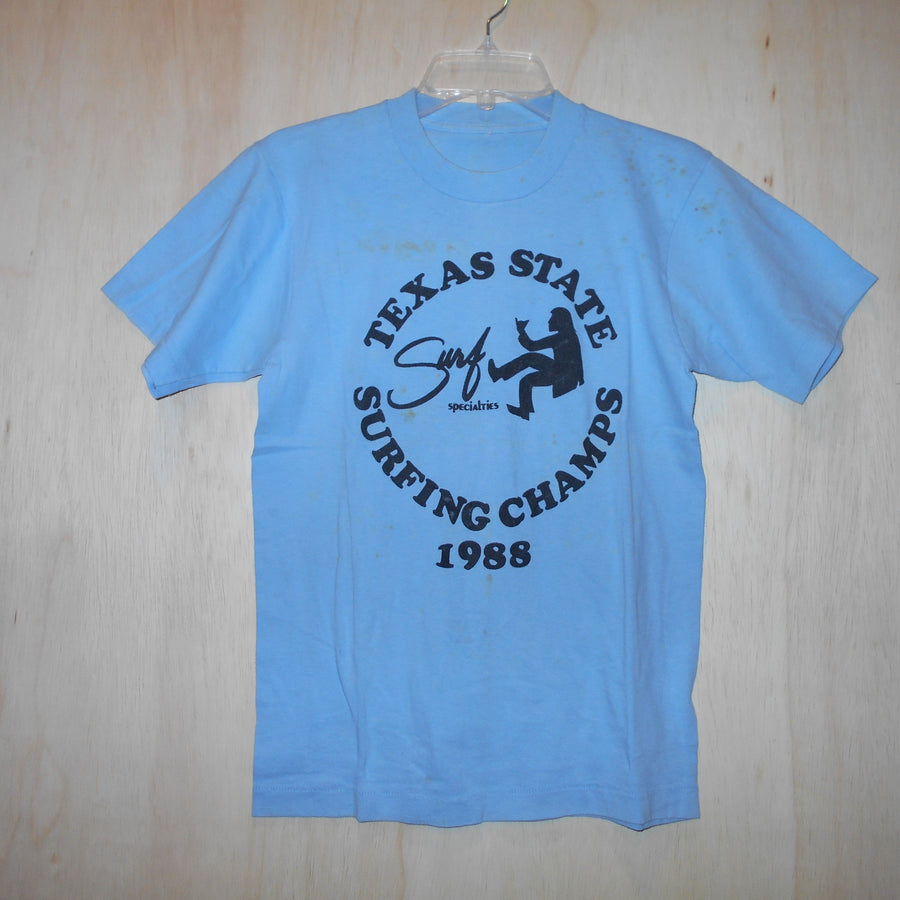 TEXAS STATE
Surf
specialties
SURFING CHAMPS
1988